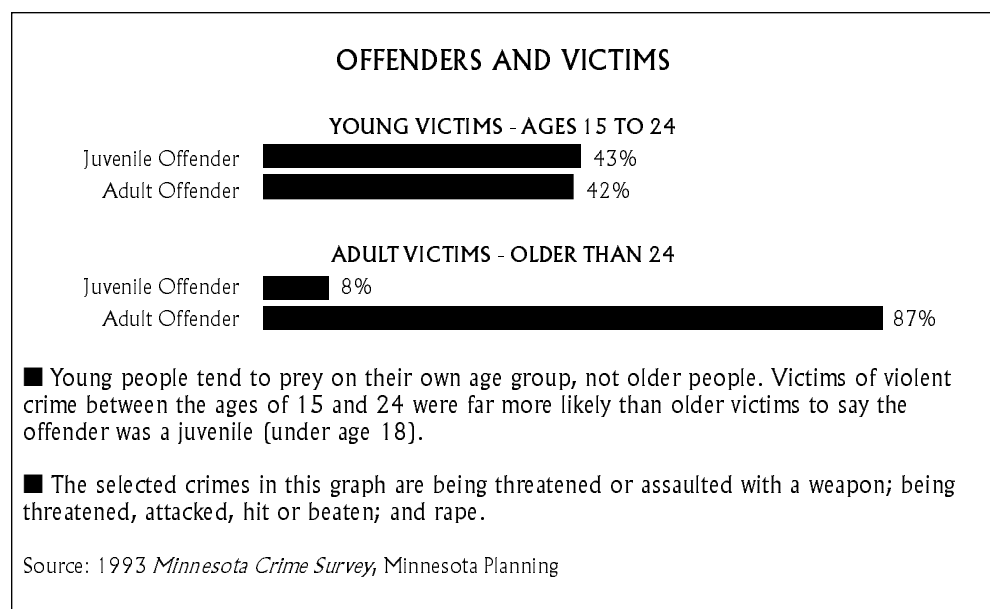 OFFENDERS AND VICTIMS
YOUNG VICTIMS - AGES 15 TO 24
Juvenile Offender 43%
Adult Offender 42%
ADULT VICTIMS - OLDER THAN 24
Juvenile Offender 8%
Adult Offender 87%
■ Young people tend to prey on their own age group, not older people. Victims of violent
crime between the ages of 15 and 24 were far more likely than older victims to say the
offender was a juvenile (under age 18).
■ The selected crimes in this graph are being threatened or assaulted with a weapon; being
threatened, attacked, hit or beaten; and rape.
Source: 1993 Minnesota Crime Survey, Minnesota Planning